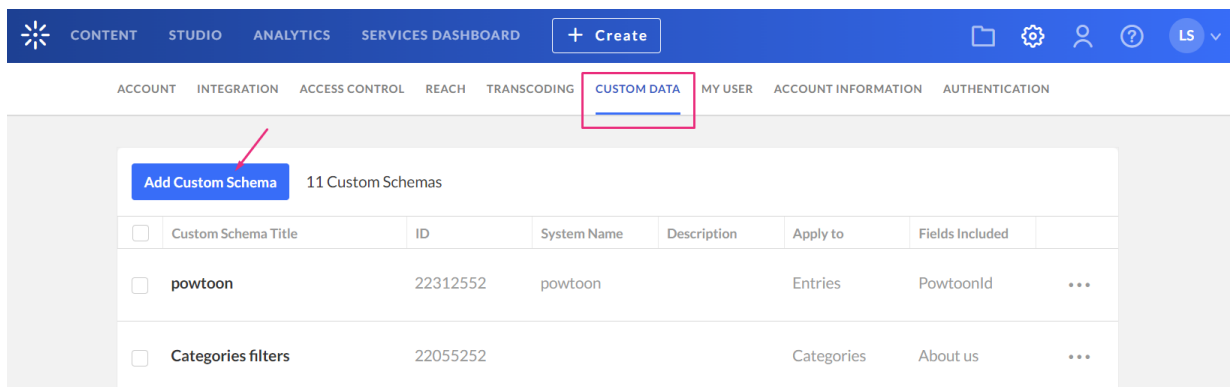 CONTENT STUDIO ANALYTICS SERVICES DASHBOARD + Create LS
ACCOUNT INTEGRATION ACCESS CONTROL REACH TRANSCODING CUSTOM DATA MY USER ACCOUNT INFORMATION AUTHENTICATION
Add Custom Schema 11 Custom Schemas
Custom Schema Title ID System Name Description Apply to Fields Included
powtoon 22312552 powtoon Entries PowtoonId
Categories filters 22055252 Categories About us